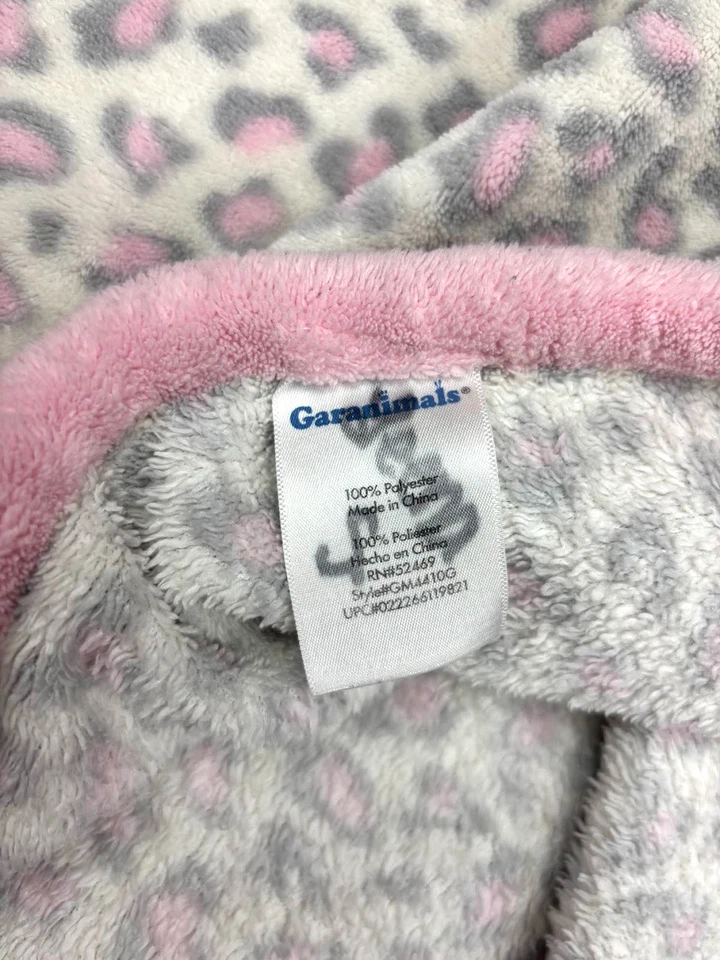 Garanimals®
100% Polyester
Made in China
100% Poliester
Hecho en China
RN#52469
Style#GM4410G
UPC#022266119821